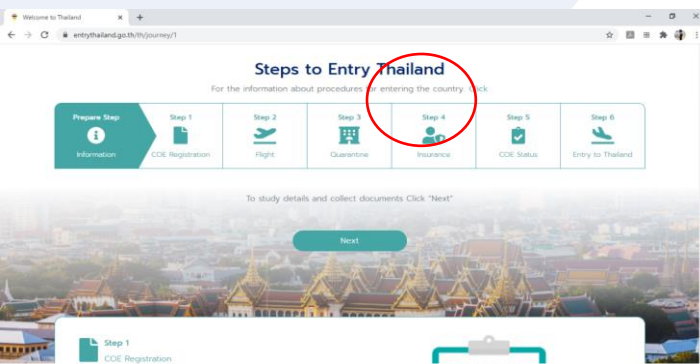 Welcome to Thailand
entrythailand.go.th/th/journey/1
Steps to Entry Thailand
For the information about procedures for entering the country Click
Prepare Step
Information
Step 1
COE Registration
Step 2
Flight
Step 3
Quarantine
Step 4
Insurance
Step 5
COE Status
Step 6
Entry to Thailand
To study details and collect documents Click "Next"
Next
Step 1
COE Registration